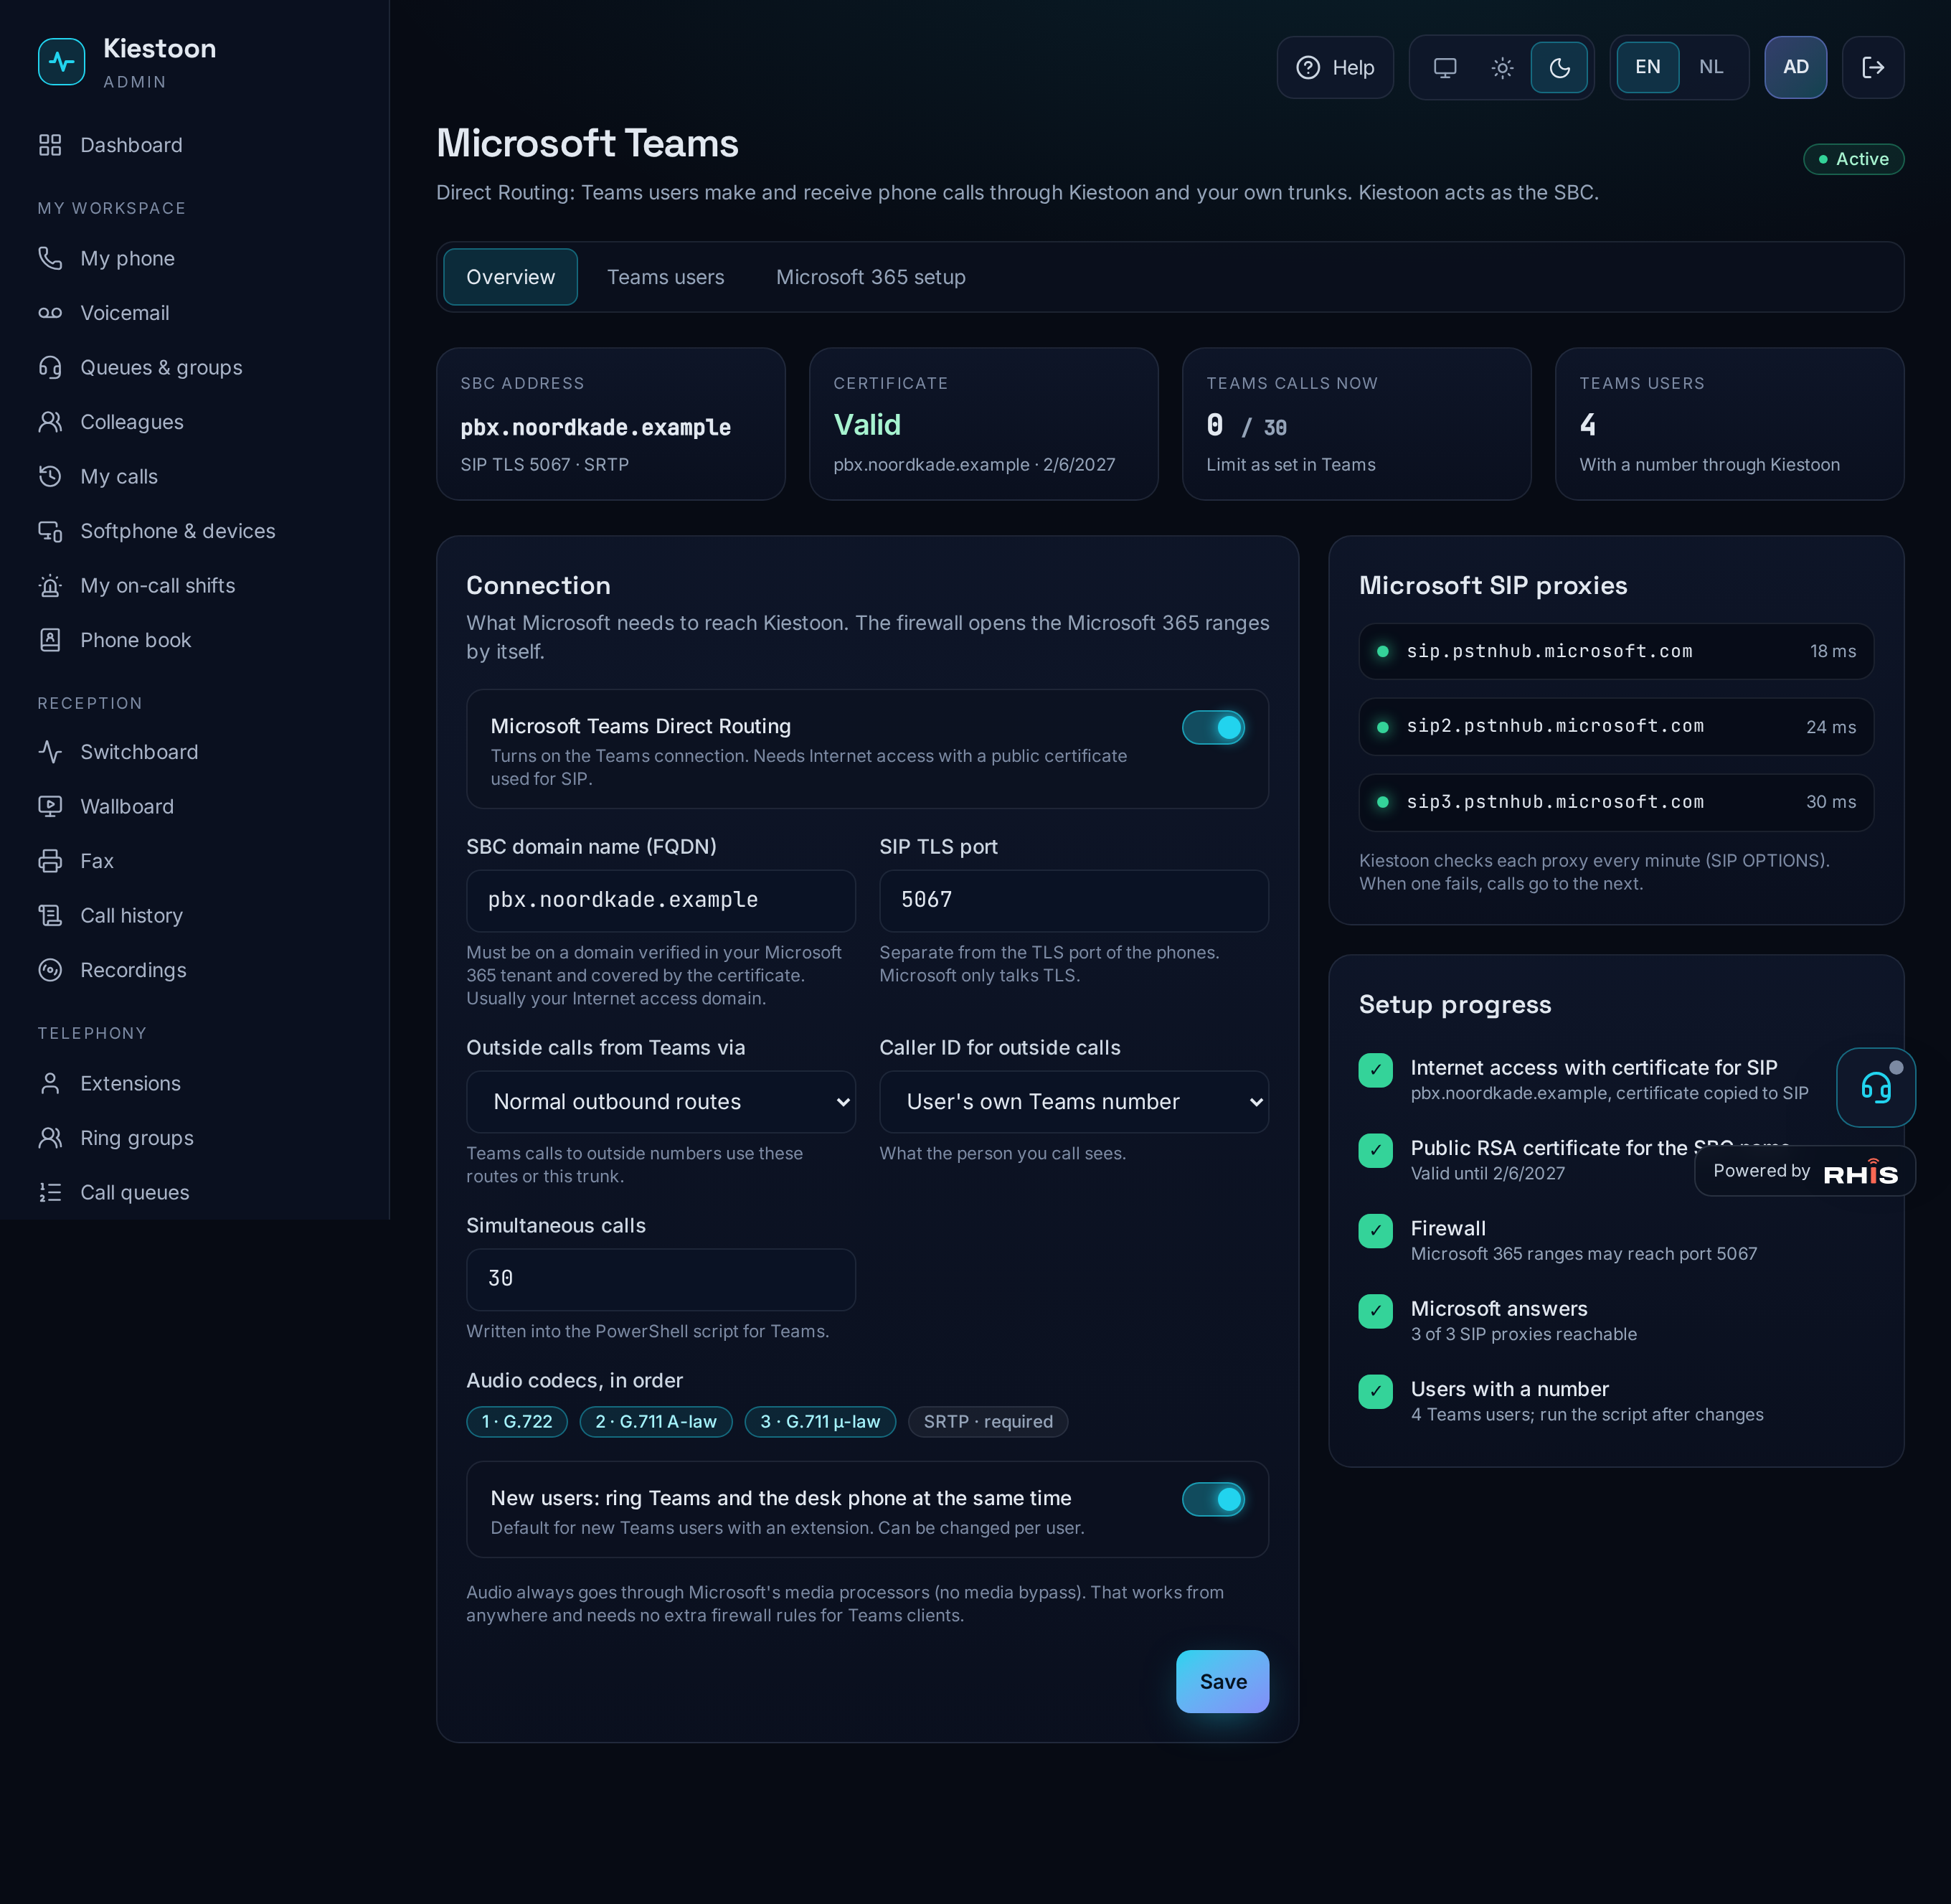 Kiestoon
ADMIN
Dashboard
MY WORKSPACE
My phone
Voicemail
Queues & groups
Colleagues
My calls
Softphone & devices
My on-call shifts
Phone book
RECEPTION
Switchboard
Wallboard
Fax
Call history
Recordings
TELEPHONY
Extensions
Ring groups
Call queues
Help
EN NL
AD
Microsoft Teams
Active
Direct Routing: Teams users make and receive phone calls through Kiestoon and your own trunks. Kiestoon acts as the SBC.
Overview Teams users Microsoft 365 setup
SBC ADDRESS
pbx.noordkade.example
SIP TLS 5067 · SRTP
CERTIFICATE
Valid
pbx.noordkade.example · 2/6/2027
TEAMS CALLS NOW
0 / 30
Limit as set in Teams
TEAMS USERS
4
With a number through Kiestoon
Connection
What Microsoft needs to reach Kiestoon. The firewall opens the Microsoft 365 ranges
by itself.
Microsoft Teams Direct Routing
Turns on the Teams connection. Needs Internet access with a public certificate
used for SIP.
SBC domain name (FQDN)
pbx.noordkade.example
Must be on a domain verified in your Microsoft
365 tenant and covered by the certificate.
Usually your Internet access domain.
SIP TLS port
5067
Separate from the TLS port of the phones.
Microsoft only talks TLS.
Outside calls from Teams via
Normal outbound routes
Teams calls to outside numbers use these
routes or this trunk.
Caller ID for outside calls
User's own Teams number
What the person you call sees.
Simultaneous calls
30
Written into the PowerShell script for Teams.
Audio codecs, in order
1 · G.722 2 · G.711 A-law 3 · G.711 µ-law SRTP · required
New users: ring Teams and the desk phone at the same time
Default for new Teams users with an extension. Can be changed per user.
Audio always goes through Microsoft's media processors (no media bypass). That works from
anywhere and needs no extra firewall rules for Teams clients.
Save
Microsoft SIP proxies
sip.pstnhub.microsoft.com 18 ms
sip2.pstnhub.microsoft.com 24 ms
sip3.pstnhub.microsoft.com 30 ms
Kiestoon checks each proxy every minute (SIP OPTIONS).
When one fails, calls go to the next.
Setup progress
Internet access with certificate for SIP
pbx.noordkade.example, certificate copied to SIP
Public RSA certificate for the SBC name
Valid until 2/6/2027
Powered by RHiS
Firewall
Microsoft 365 ranges may reach port 5067
Microsoft answers
3 of 3 SIP proxies reachable
Users with a number
4 Teams users; run the script after changes